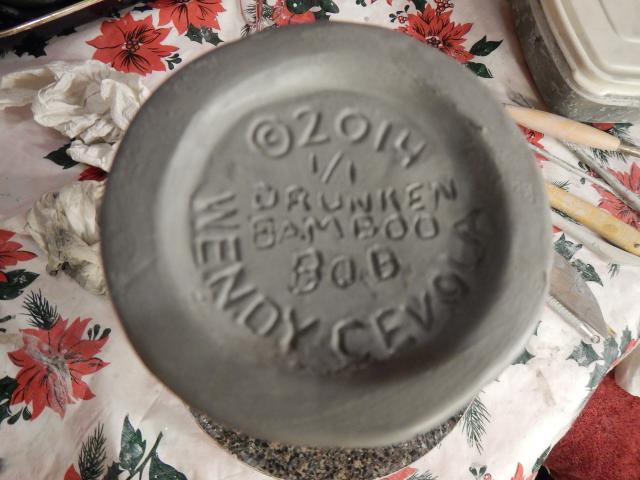 ©2014
1/1
DRUNKEN
BAMBOO
BOB
WENDY CEVOLA